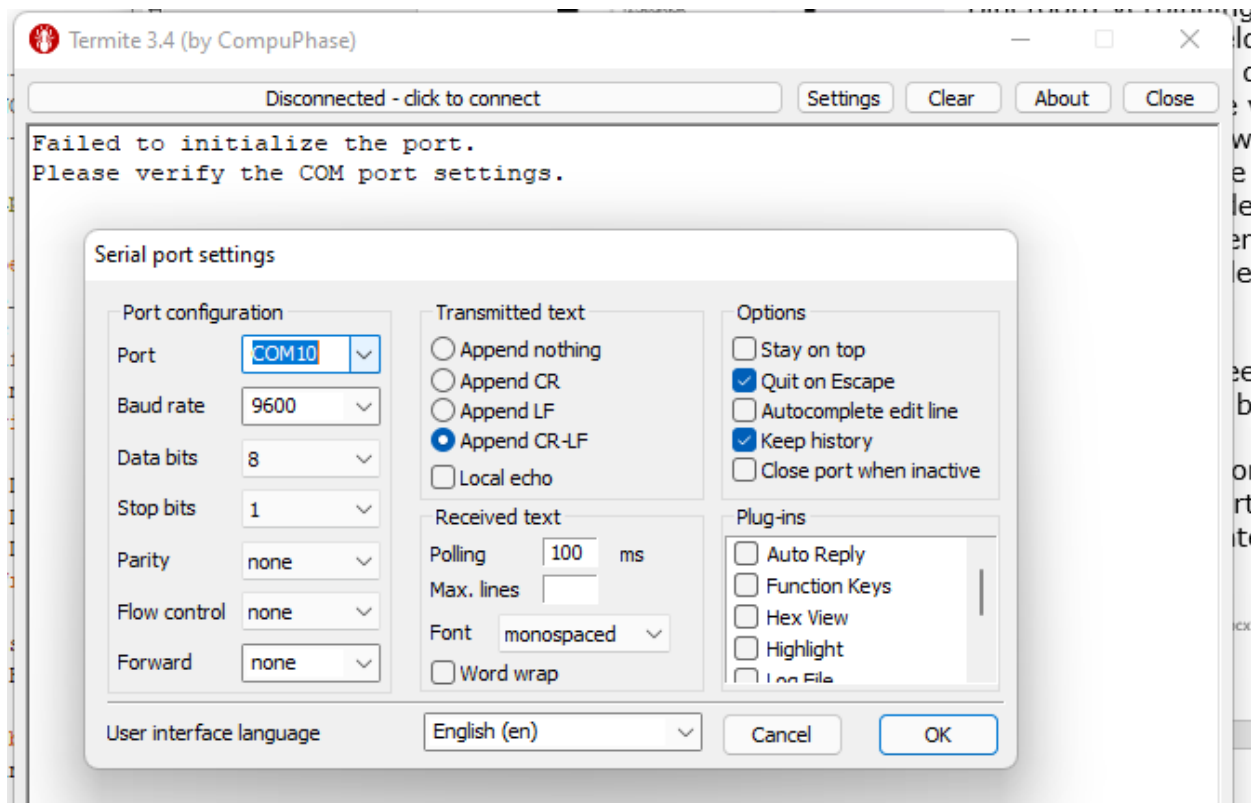 Termite 3.4 (by CompuPhase)
Disconnected - click to connect
Settings
Clear
About
Close
Failed to initialize the port.
Please verify the COM port settings.
Serial port settings
Port configuration
Port
COM10
Baud rate
9600
Data bits
8
Stop bits
1
Parity
none
Flow control
none
Forward
none
Transmitted text
Append nothing
Append CR
Append LF
Append CR-LF
Local echo
Received text
Polling
100
ms
Max. lines
Font
monospaced
Word wrap
Options
Stay on top
Quit on Escape
Autocomplete edit line
Keep history
Close port when inactive
Plug-ins
Auto Reply
Function Keys
Hex View
Highlight
Log File
User interface language
English (en)
Cancel
OK